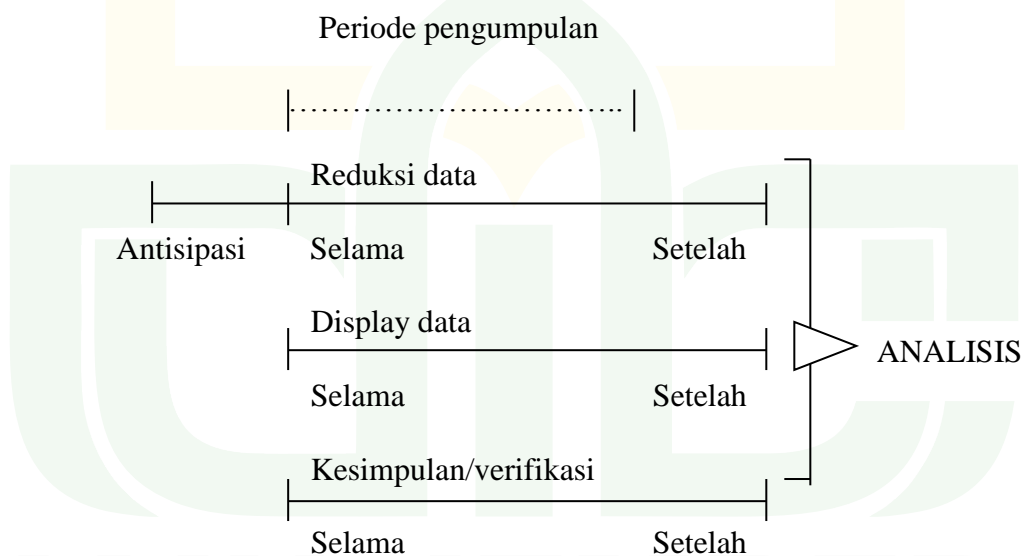 Periode pengumpulan
Reduksi data
Antisipasi Selama Setelah
Display data
ANALISIS
Selama Setelah
Kesimpulan/verifikasi
Selama Setelah